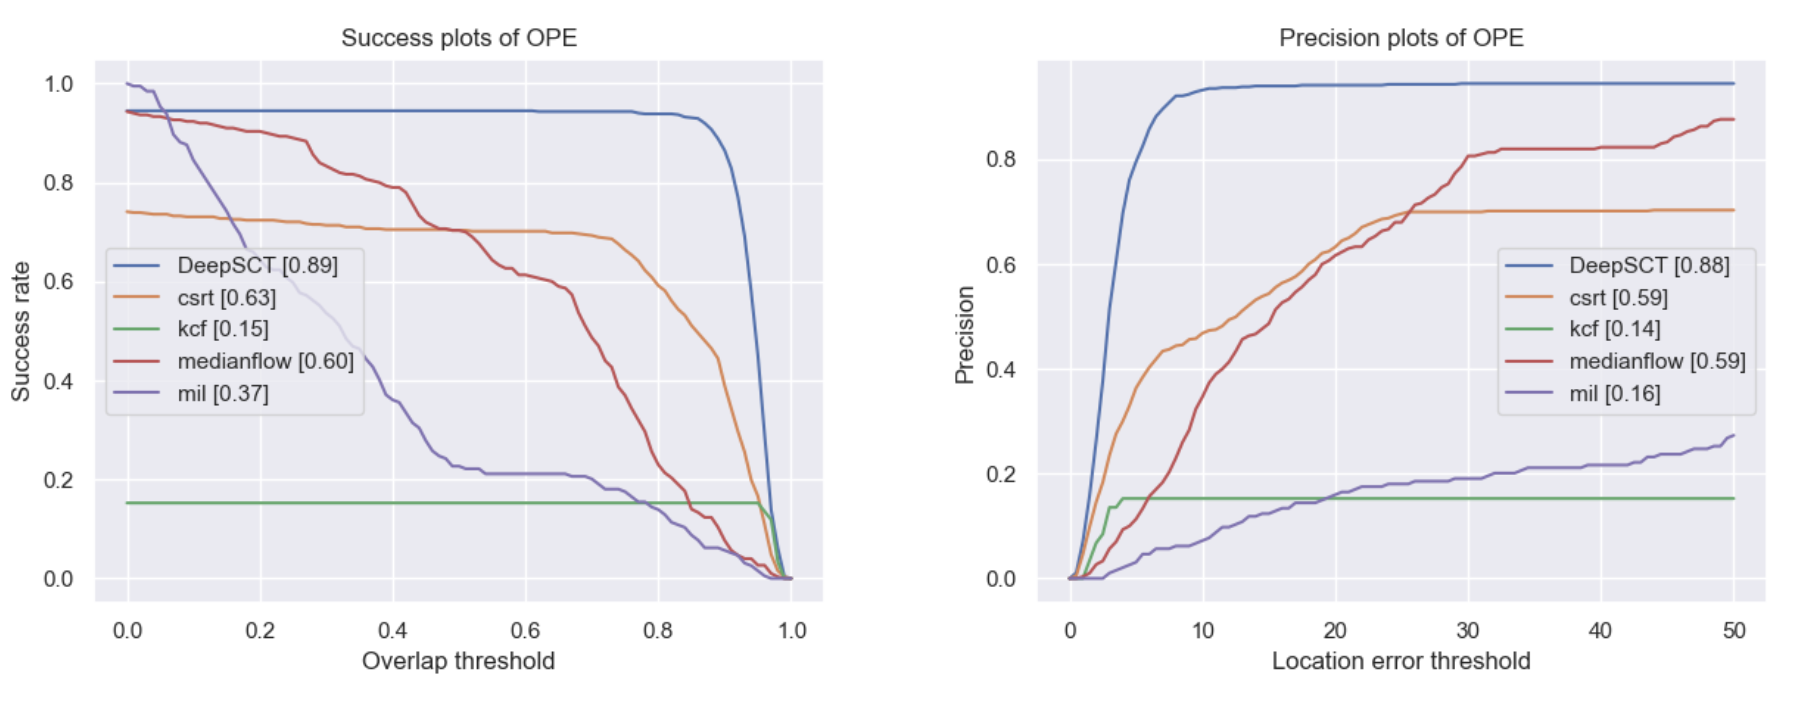 Success plots of OPE
Success rate
1.0
0.8
0.6
0.4
0.2
0.0
DeepSCT [0.89]
csrt [0.63]
kcf [0.15]
medianflow [0.60]
mil [0.37]
0.0 0.2 0.4 0.6 0.8 1.0
Overlap threshold
Precision plots of OPE
Precision
0.8
0.6
0.4
0.2
0.0
DeepSCT [0.88]
csrt [0.59]
kcf [0.14]
medianflow [0.59]
mil [0.16]
0 10 20 30 40 50
Location error threshold